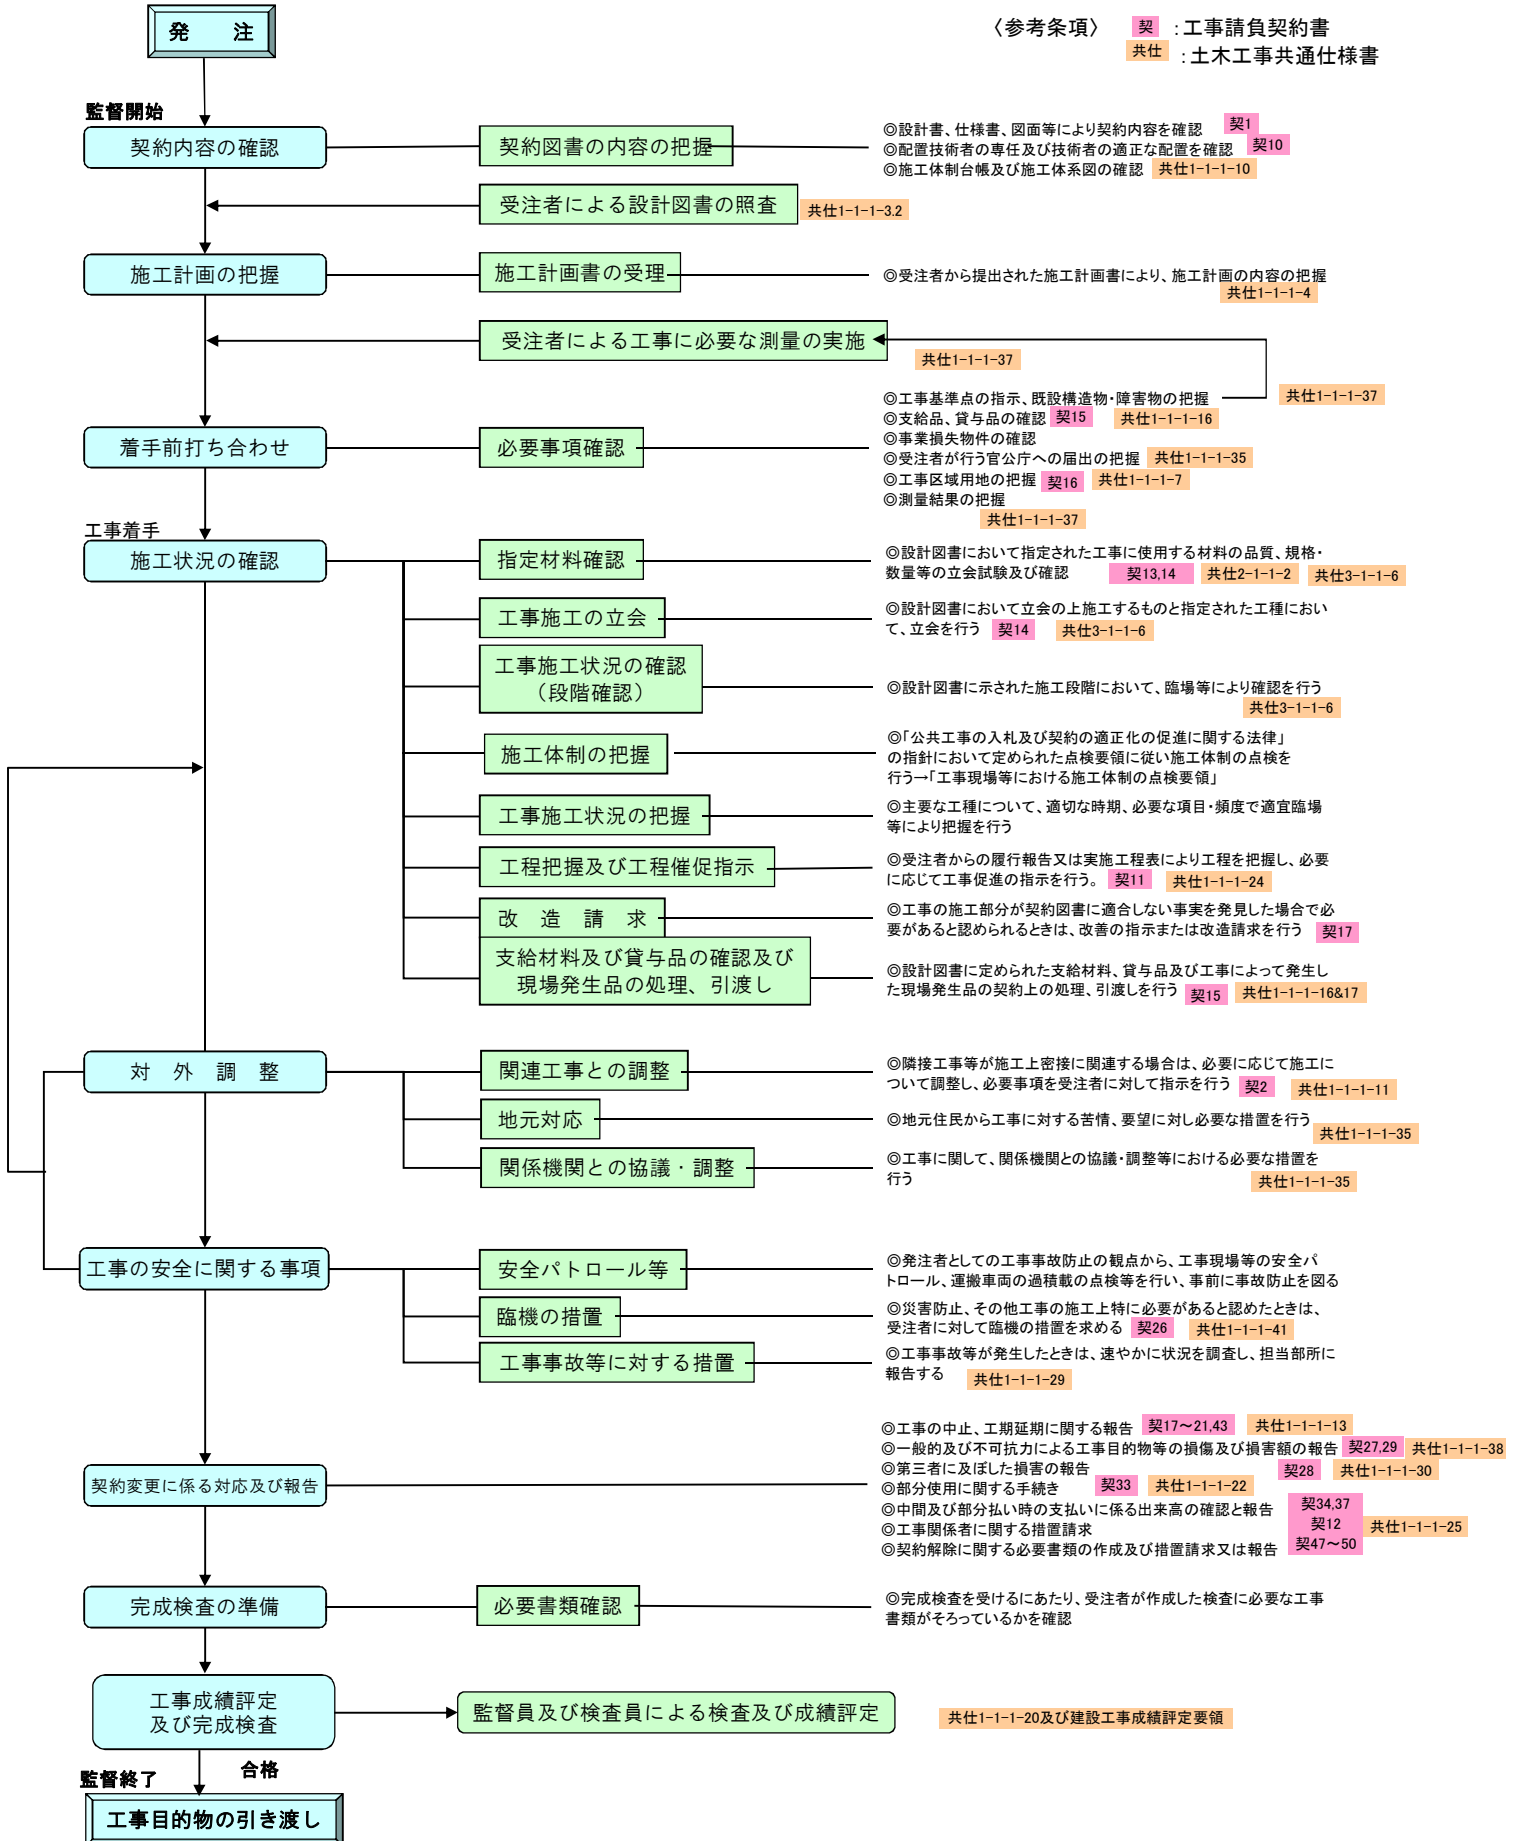 発　　注
〈参考条項〉　契　：工事請負契約書
共仕　：土木工事共通仕様書
監督開始
契約内容の確認
契約図書の内容の把握
◎設計書、仕様書、図面等により契約内容を確認　契1
◎配置技術者の専任及び技術者の適正な配置を確認　契10
◎施工体制台帳及び施工体系図の確認　共仕1-1-1-10
受注者による設計図書の照査　共仕1-1-1-3.2
施工計画の把握
施工計画書の受理
◎受注者から提出された施工計画書により、施工計画の内容の把握
共仕1-1-1-4
受注者による工事に必要な測量の実施
共仕1-1-1-37
◎工事基準点の指示、既設構造物・障害物の把握　共仕1-1-1-37
◎支給品、貸与品の確認　契15　共仕1-1-1-16
着手前打ち合わせ
必要事項確認
◎事業損失物件の確認
◎受注者が行う官公庁への届出の把握　共仕1-1-1-35
◎工事区域用地の把握　契16　共仕1-1-1-7
◎測量結果の把握
共仕1-1-1-37
工事着手
施工状況の確認
指定材料確認
◎設計図書において指定された工事に使用する材料の品質、規格・
数量等の立会試験及び確認　契13,14　共仕2-1-1-2　共仕3-1-1-6
工事施工の立会
◎設計図書において立会の上施工するものと指定された工種におい
て、立会を行う　契14　共仕3-1-1-6
工事施工状況の確認
（段階確認）
◎設計図書に示された施工段階において、臨場等により確認を行う
共仕3-1-1-6
施工体制の把握
◎「公共工事の入札及び契約の適正化の促進に関する法律」
の指針において定められた点検要領に従い施工体制の点検を
行う→「工事現場等における施工体制の点検要領」
工事施工状況の把握
◎主要な工種について、適切な時期、必要な項目・頻度で適宜臨場
等により把握を行う
工程把握及び工程催促指示
◎受注者からの履行報告又は実施工程表により工程を把握し、必要
に応じて工事促進の指示を行う。　契11　共仕1-1-1-24
改　造　請　求
◎工事の施工部分が契約図書に適合しない事実を発見した場合で必
要があると認められるときは、改善の指示または改造請求を行う　契17
支給材料及び貸与品の確認及び
現場発生品の処理、引渡し
◎設計図書に定められた支給材料、貸与品及び工事によって発生し
た現場発生品の契約上の処理、引渡しを行う　契15　共仕1-1-1-16&17
対　外　調　整
関連工事との調整
◎隣接工事等が施工上密接に関連する場合は、必要に応じて施工に
ついて調整し、必要事項を受注者に対して指示を行う　契2　共仕1-1-1-11
地元対応
◎地元住民から工事に対する苦情、要望に対し必要な措置を行う
共仕1-1-1-35
関係機関との協議・調整
◎工事に関して、関係機関との協議・調整等における必要な措置を
行う　共仕1-1-1-35
工事の安全に関する事項
安全パトロール等
◎発注者としての工事事故防止の観点から、工事現場等の安全パ
トロール、運搬車両の過積載の点検等を行い、事前に事故防止を図る
臨機の措置
◎災害防止、その他工事の施工上特に必要があると認めたときは、
受注者に対して臨機の措置を求める　契26　共仕1-1-1-41
工事事故等に対する措置
◎工事事故等が発生したときは、速やかに状況を調査し、担当部所に
報告する　共仕1-1-1-29
契約変更に係る対応及び報告
◎工事の中止、工期延期に関する報告　契17～21,43　共仕1-1-1-13
◎一般的及び不可抗力による工事目的物等の損傷及び損害額の報告　契27,29　共仕1-1-1-38
◎第三者に及ぼした損害の報告　契28　共仕1-1-1-30
◎部分使用に関する手続き　契33　共仕1-1-1-22
◎中間及び部分払い時の支払いに係る出来高の確認と報告　契34,37
◎工事関係者に関する措置請求　契12　共仕1-1-1-25
◎契約解除に関する必要書類の作成及び措置請求又は報告　契47～50
完成検査の準備
必要書類確認
◎完成検査を受けるにあたり、受注者が作成した検査に必要な工事
書類がそろっているかを確認
工事成績評定
及び完成検査
監督員及び検査員による検査及び成績評定
共仕1-1-1-20及び建設工事成績評定要領
合格
監督終了
工事目的物の引き渡し